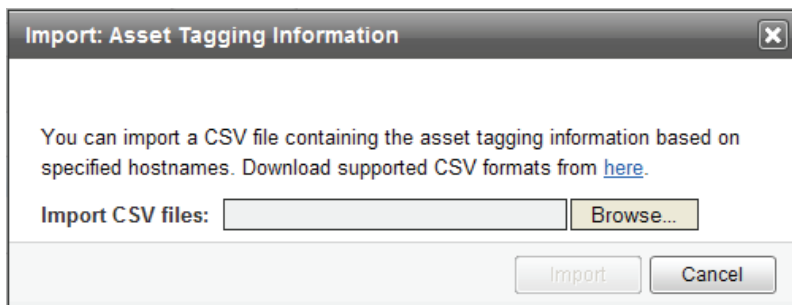 Import: Asset Tagging Information
You can import a CSV file containing the asset tagging information based on
specified hostnames. Download supported CSV formats from here.
Import CSV files: Browse...
Import Cancel